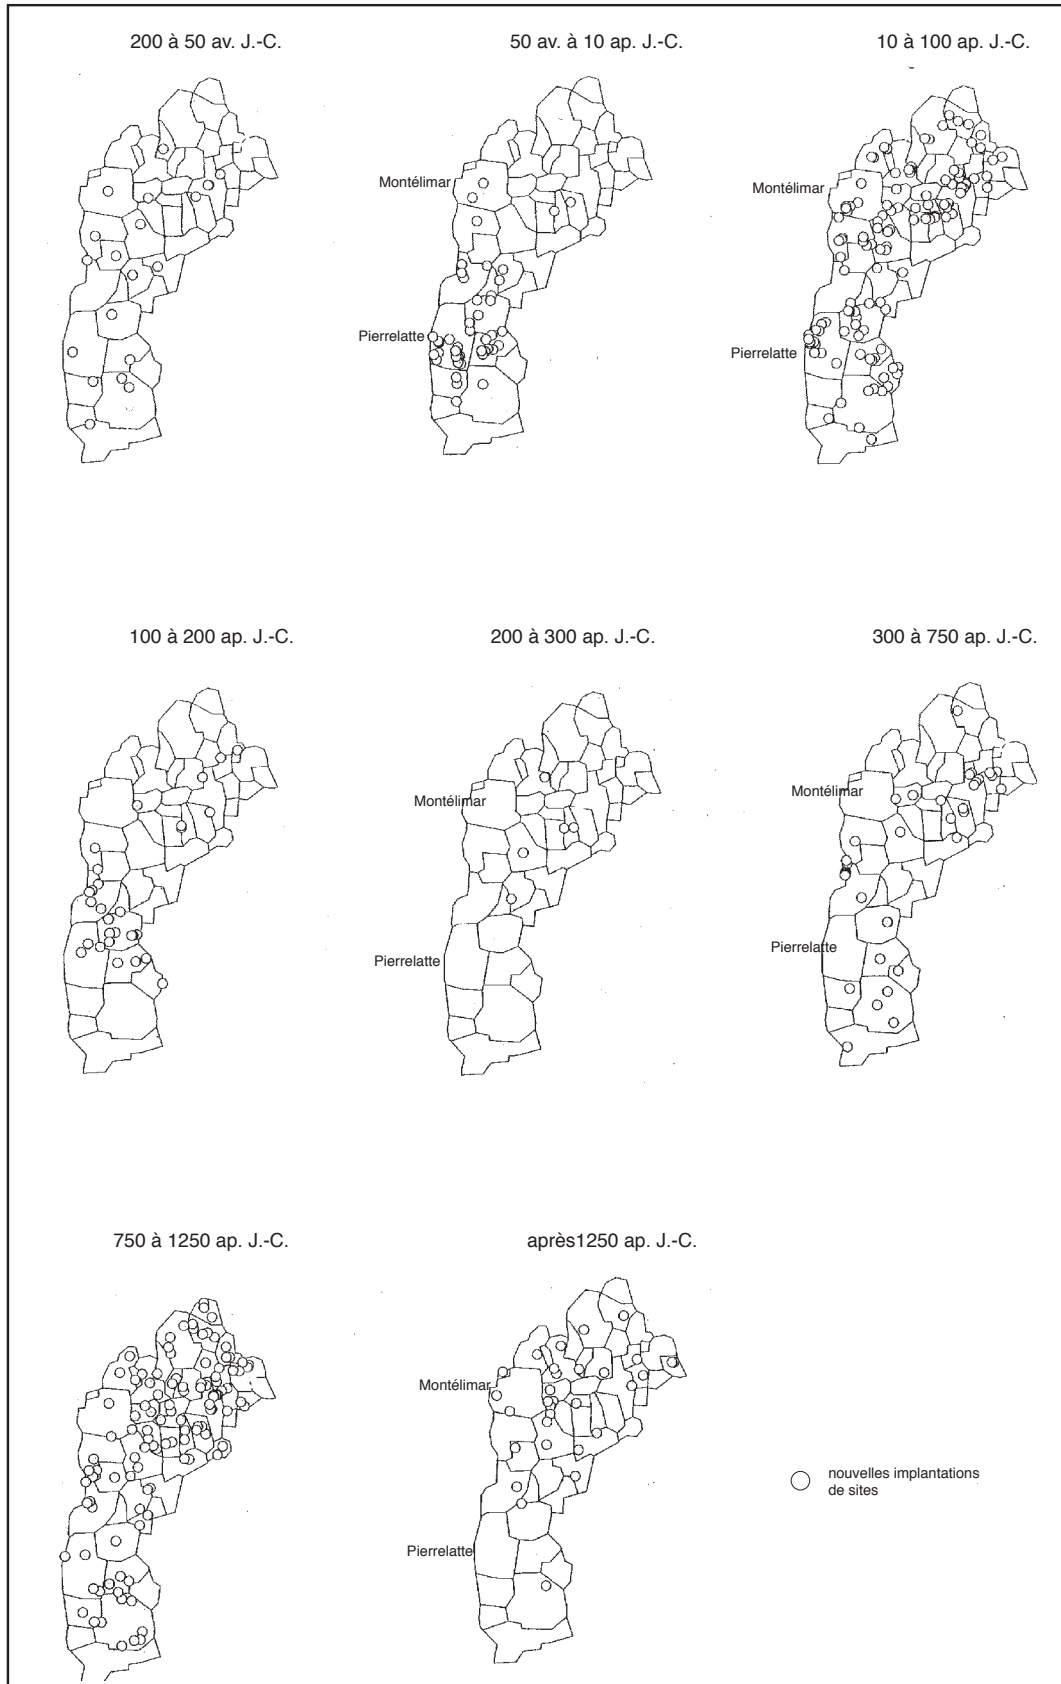 200 à 50 av. J.-C.
50 av. à 10 ap. J.-C.
10 à 100 ap. J.-C.
Montélimar
Pierrelatte
Montélimar
Pierrelatte
100 à 200 ap. J.-C.
200 à 300 ap. J.-C.
300 à 750 ap. J.-C.
Montélimar
Pierrelatte
Montélimar
Pierrelatte
750 à 1250 ap. J.-C.
après1250 ap. J.-C.
Montélimar
Pierrelatte
nouvelles implantations
de sites